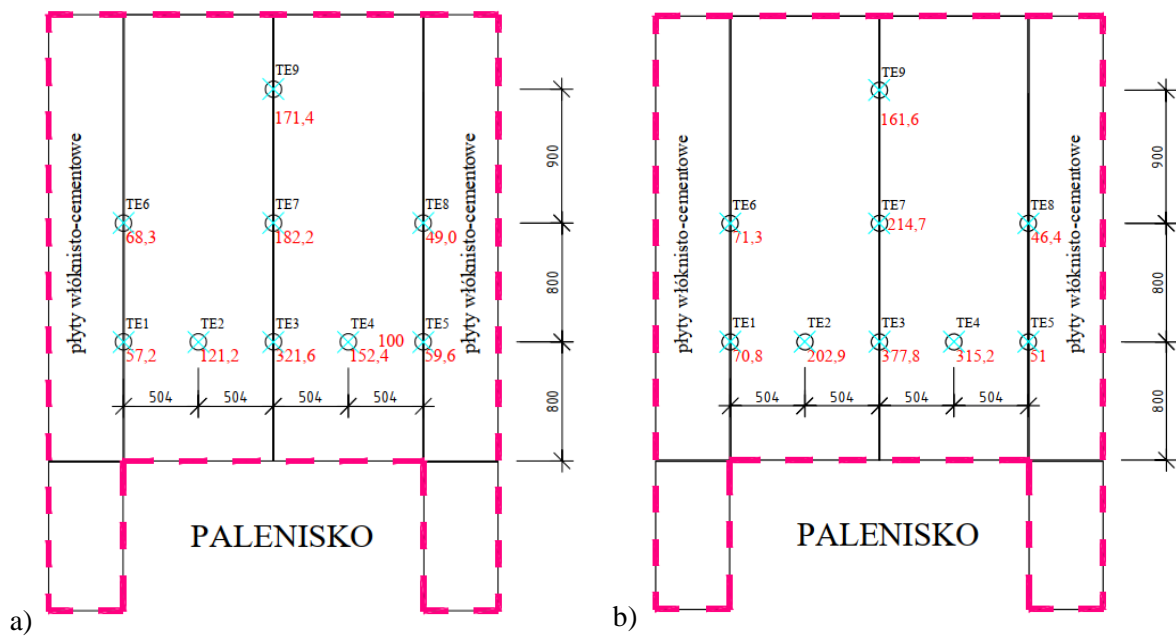 TE9
171,4
płyty włóknisto-cementowe
płyty włóknisto-cementowe
TE6
TE7
TE8
68,3
182,2
49,0
TE1
TE2
TE3
TE4
100
TE5
57,2
121,2
321,6
152,4
59,6
504
504
504
504
900
800
800
PALENISKO
a)
TE9
161,6
płyty włóknisto-cementowe
płyty włóknisto-cementowe
TE6
TE7
TE8
71,3
214,7
46,4
TE1
TE2
TE3
TE4
TE5
70,8
202,9
377,8
315,2
51
504
504
504
504
900
800
800
PALENISKO
b)